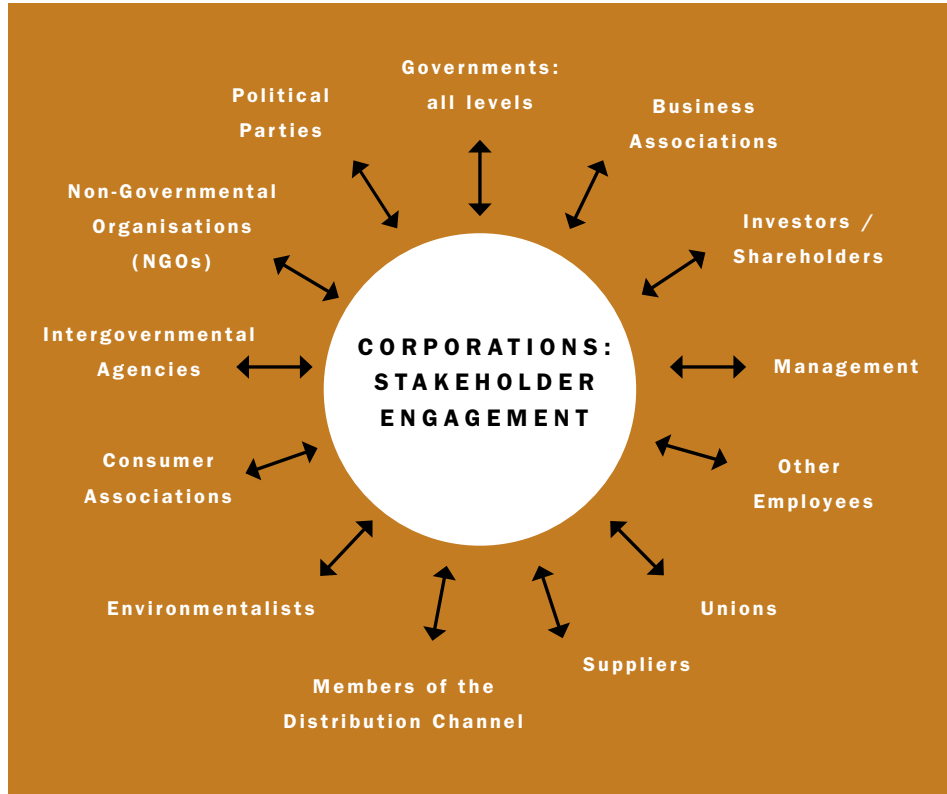 Governments:
all levels
Business
Associations
Investors /
Shareholders
Management
Other
Employees
Unions
Suppliers
Members of the
Distribution Channel
Environmentalists
Consumer
Associations
Intergovernmental
Agencies
Non-Governmental
Organisations
(NGOs)
Political
Parties
CORPORATIONS:
STAKEHOLDER
ENGAGEMENT